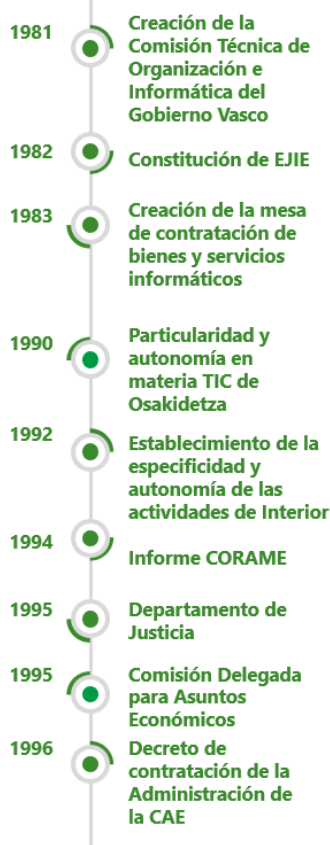 1981
Creación de la
Comisión Técnica de
Organización e
Informática del
Gobierno Vasco
1982
Constitución de EJIE
1983
Creación de la mesa
de contratación de
bienes y servicios
informáticos
1990
Particularidad y
autonomía en
materia TIC de
Osakidetza
1992
Establecimiento de la
especificidad y
autonomía de las
actividades de Interior
1994
Informe CORAME
1995
Departamento de
Justicia
1995
Comisión Delegada
para Asuntos
Económicos
1996
Decreto de
contratación de la
Administración de
la CAE